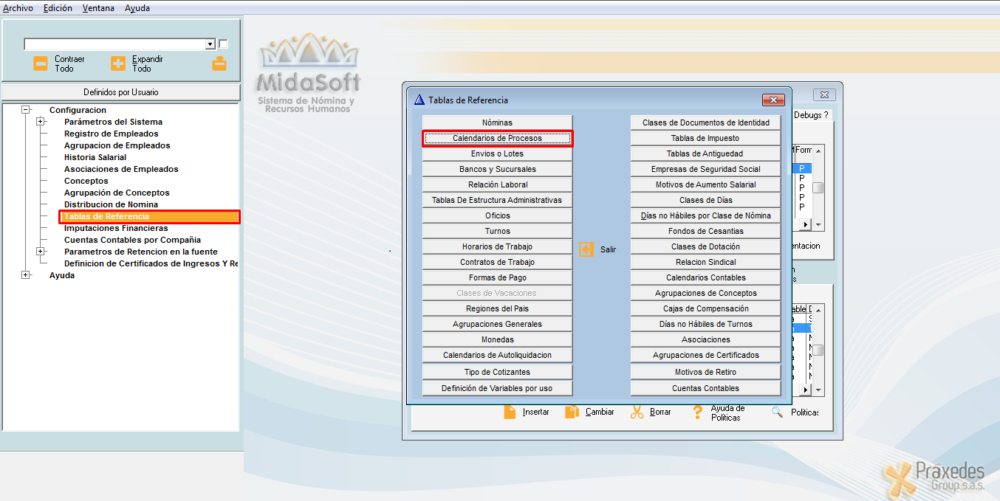 Archivo Edición Ventana Ayuda
Contraer Todo
Expandir Todo
Definidos por Usuario
Configuracion
Parámetros del Sistema
Registro de Empleados
Agrupacion de Empleados
Historia Salarial
Asociaciones de Empleados
Conceptos
Agrupación de Conceptos
Distribucion de Nomina
Tablas de Referencia
Imputaciones Financieras
Cuentas Contables por Compañia
Parametros de Retencion en la fuente
Definicion de Certificados de Ingresos Y Re
Ayuda
MidaSoft
Sistema de Nómina y
Recursos Humanos
Tablas de Referencia
Nóminas
Calendarios de Procesos
Envios o Lotes
Bancos y Sucursales
Relación Laboral
Tablas De Estructura Administrativas
Oficios
Turnos
Horarios de Trabajo
Contratos de Trabajo
Formas de Pago
Clases de Vacaciones
Regiones del Pais
Agrupaciones Generales
Monedas
Calendarios de Autoliquidacion
Tipo de Cotizantes
Definición de Variables por uso
Salir
Clases de Documentos de Identidad
Tablas de Impuesto
Tablas de Antiguedad
Empresas de Seguridad Social
Motivos de Aumento Salarial
Clases de Días
Días no Hábiles por Clase de Nómina
Fondos de Cesantias
Clases de Dotación
Relacion Sindical
Calendarios Contables
Agrupaciones de Conceptos
Cajas de Compensación
Días no Hábiles de Turnos
Asociaciones
Agrupaciones de Certificados
Motivos de Retiro
Cuentas Contables
Debugs ?
Form
P
P
P
P
P
entacion
able
Insertar
Cambiar
Borrar
Ayuda de
Politicas
Politicas
Práxedes
Group s.a.s.